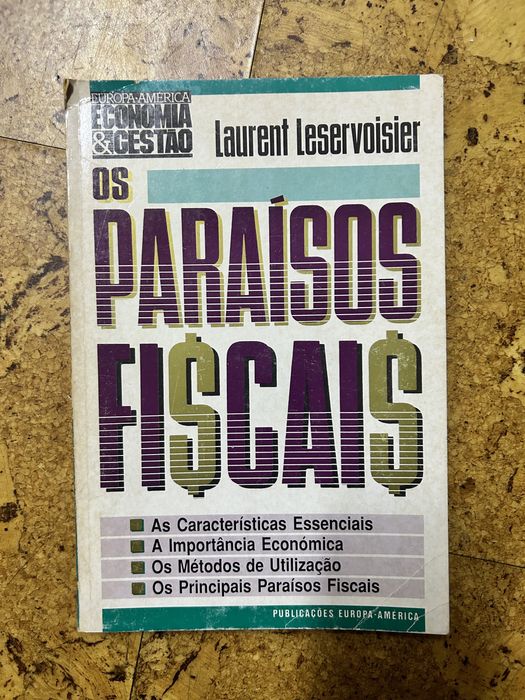 EUROPA-AMÉRICA
ECONOMIA
&GESTÃO
Laurent Leservoisier
OS
PARAÍSOS
FI$CAI$
As Características Essenciais
A Importância Económica
Os Métodos de Utilização
Os Principais Paraísos Fiscais
PUBLICAÇÕES EUROPA-AMÉRICA